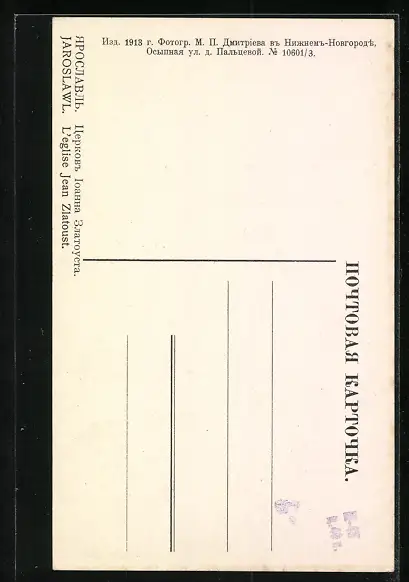 Изд. 1913 г. Фотогр. М. П. Дмитріева въ Нижнемъ-Новгородѣ,
Осыпная ул. д. Пальцевой. № 10601/3.
ЯРОСЛАВЛЬ. Церковь Іоанна Златоуста.
JAROSLAWL. L'eglise Jean Zlatoust.
ПОЧТОВАЯ КАРТОЧКА.